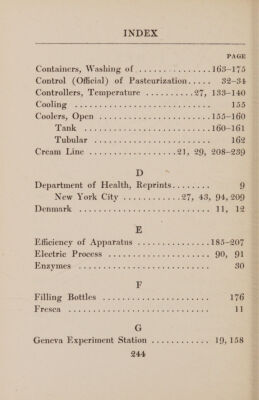 INDEX
PAGE
Containers, Washing of ............... 163–175
Control (Official) of Pasteurization..... 32–34
Controllers, Temperature .......... 27, 133–140
Cooling ............................ 155
Coolers, Open ..................... 155–160
Tank ........................ 160–161
Tubular ........................ 162
Cream Line .................. 21, 29, 208–239
D
Department of Health, Reprints........ 9
New York City ............ 27, 43, 94, 209
Denmark ........................... 11, 12
E
Efficiency of Apparatus ............... 185–207
Electric Process ..................... 90, 91
Enzymes ............................ 30
F
Filling Bottles ....................... 176
Fresca ............................. 11
G
Geneva Experiment Station ............ 19, 158
244